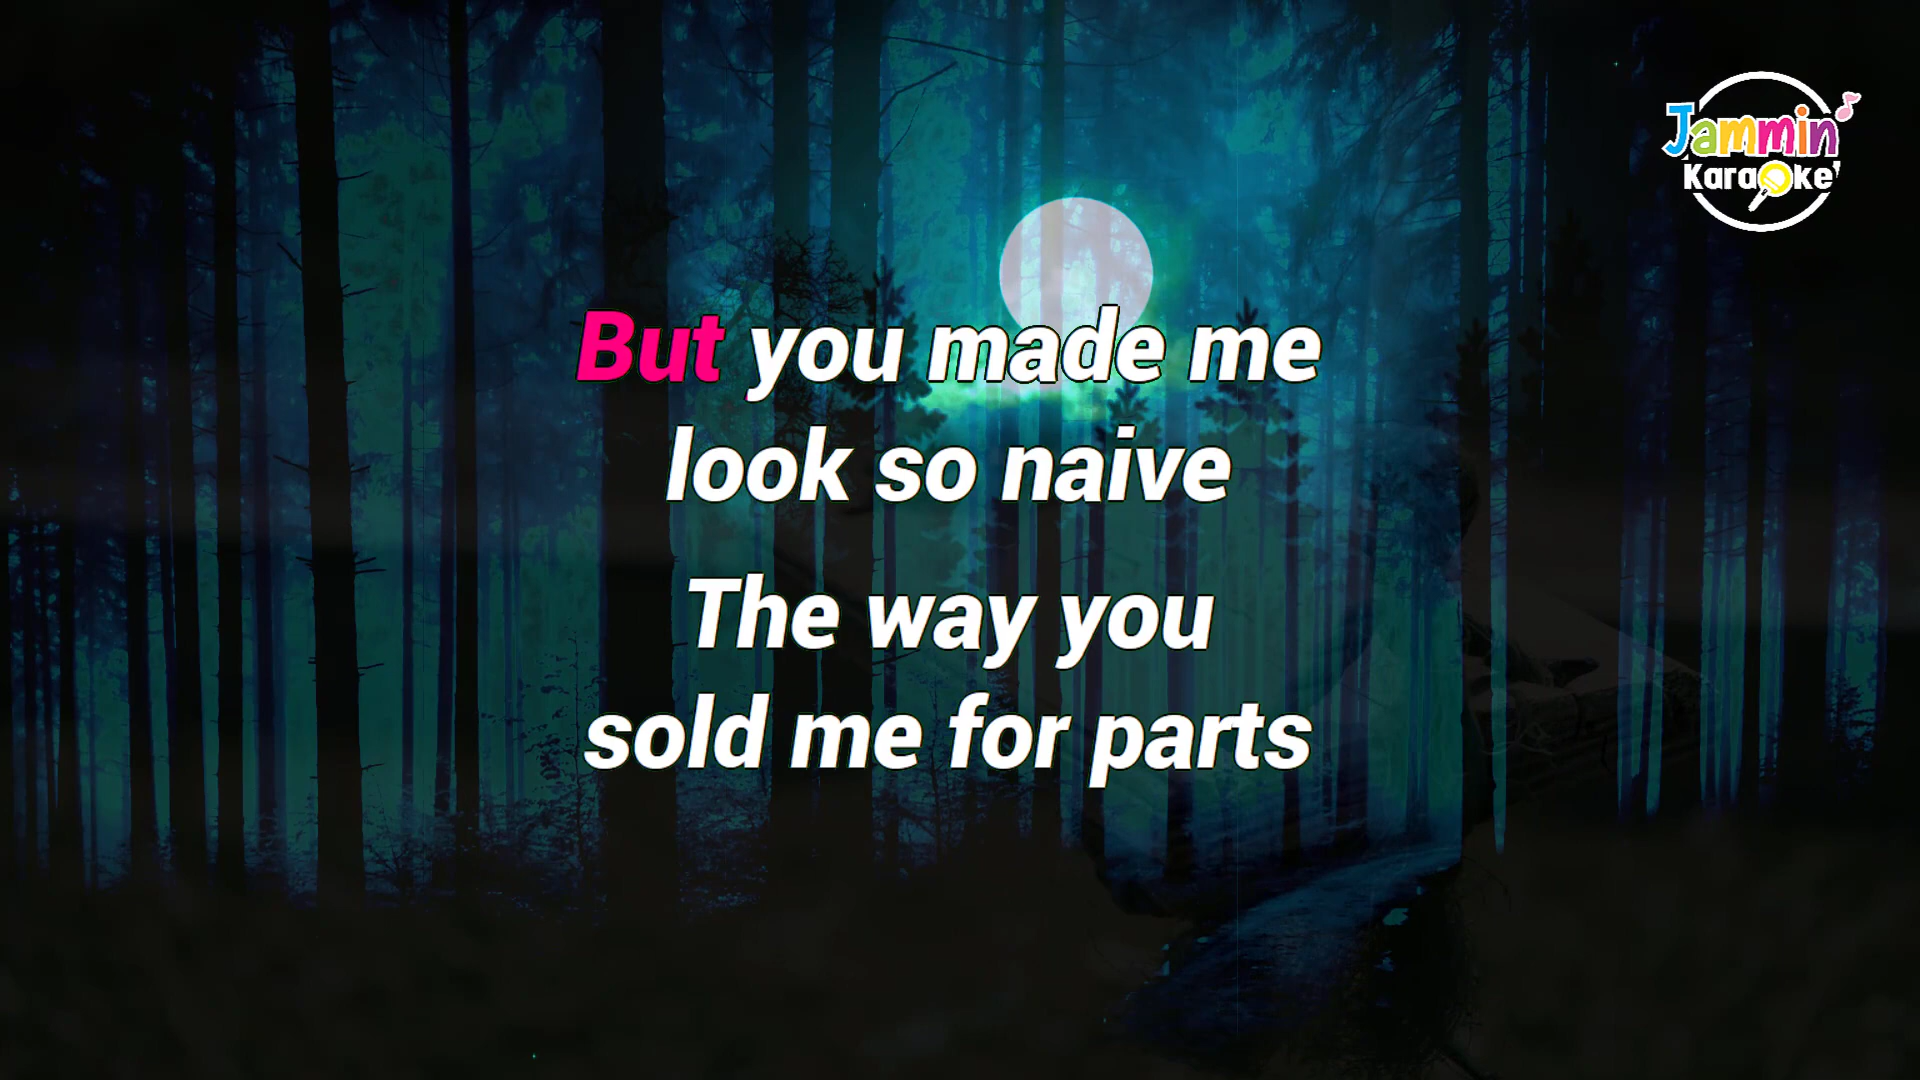 Jammin'
Karaoke
But you made me
look so naive
The way you
sold me for parts